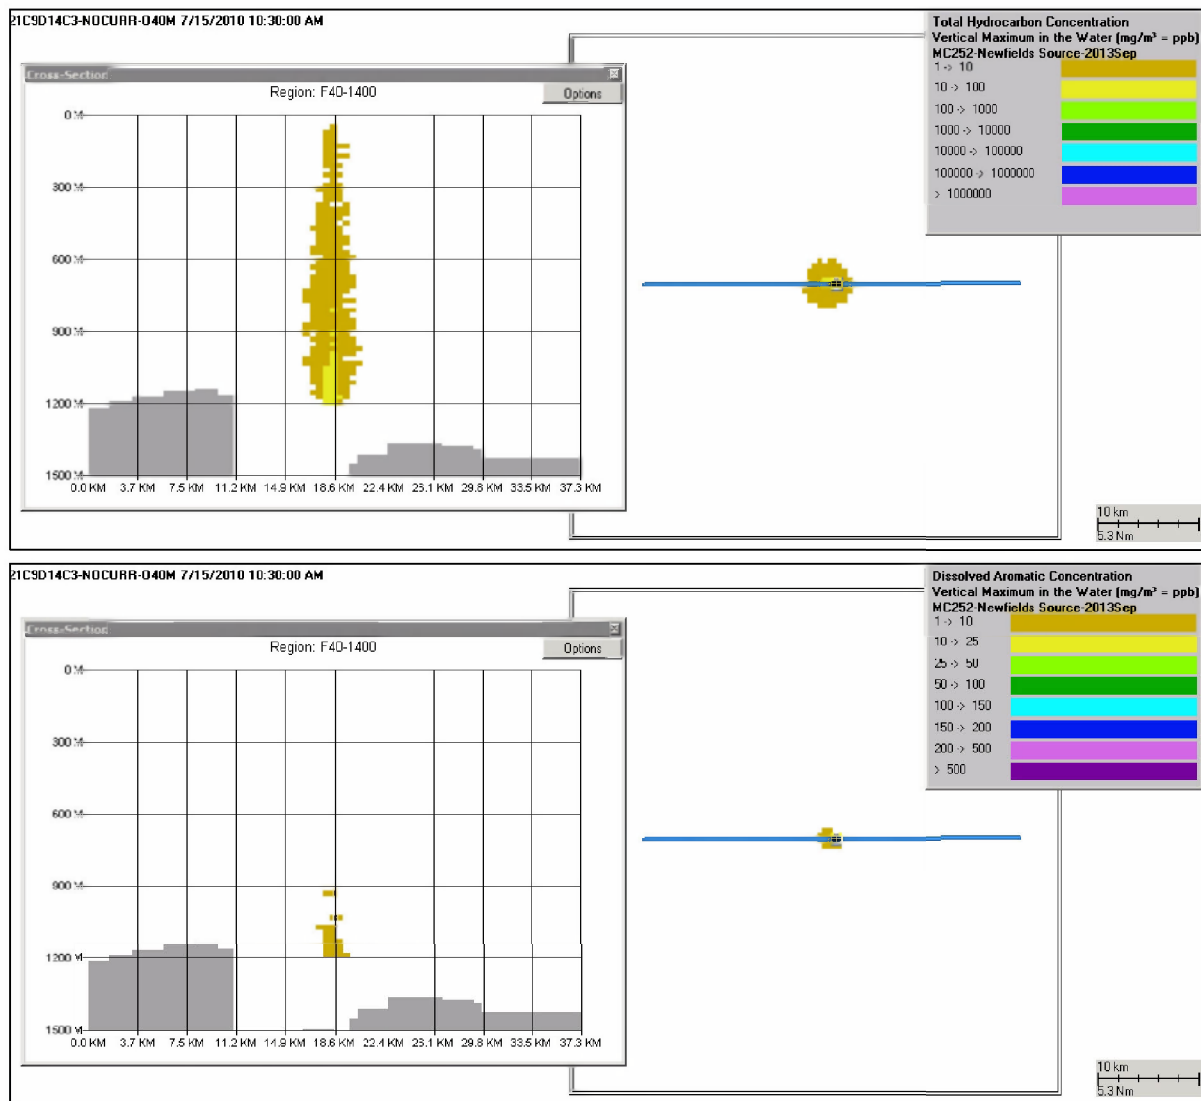 21C9D14C3-NOCURR-O40M 7/15/2010 10:30:00 AM
Cross-Section
Region: F40-1400
Options
0 M
300 M
600 M
900 M
1200 M
1500 M
0.0 KM 3.7 KM 7.5 KM 11.2 KM 14.9 KM 18.6 KM 22.4 KM 26.1 KM 29.8 KM 33.5 KM 37.3 KM
Total Hydrocarbon Concentration
Vertical Maximum in the Water (mg/m³ = ppb)
MC252-Newfields Source-2013Sep
1 -> 10
10 -> 100
100 -> 1000
1000 -> 10000
10000 -> 100000
100000 -> 1000000
> 1000000
10 km
5.3 Nm
21C9D14C3-NOCURR-O40M 7/15/2010 10:30:00 AM
Cross-Section
Region: F40-1400
Options
0 M
300 M
600 M
900 M
1200 M
1500 M
0.0 KM 3.7 KM 7.5 KM 11.2 KM 14.9 KM 18.6 KM 22.4 KM 26.1 KM 29.8 KM 33.5 KM 37.3 KM
Dissolved Aromatic Concentration
Vertical Maximum in the Water (mg/m³ = ppb)
MC252-Newfields Source-2013Sep
1 -> 10
10 -> 25
25 -> 50
50 -> 100
100 -> 150
150 -> 200
200 -> 500
> 500
10 km
5.3 Nm